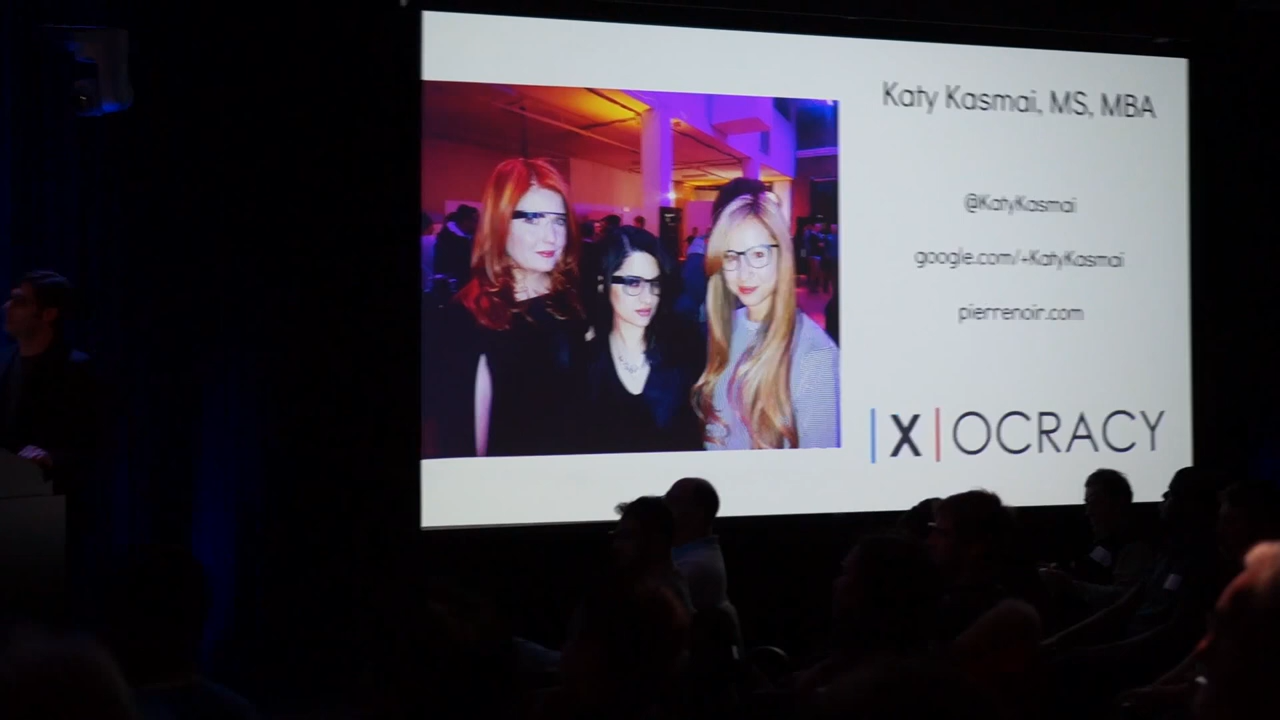 Katy Kasmai, MS, MBA
@KatyKasmai
google.com/+KatyKasmai
pierrenoir.com
|X|OCRACY